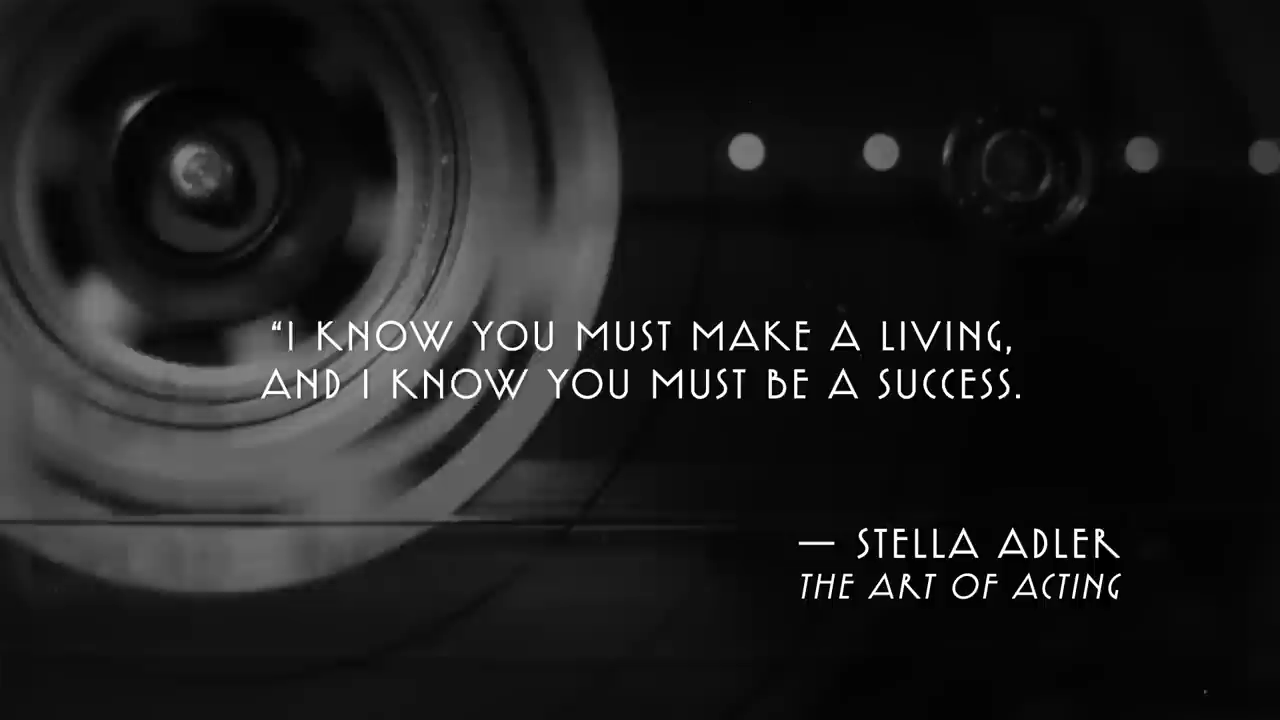 “I KNOW YOU MUST MAKE A LIVING,
AND I KNOW YOU MUST BE A SUCCESS.
— STELLA ADLER
THE ART OF ACTING